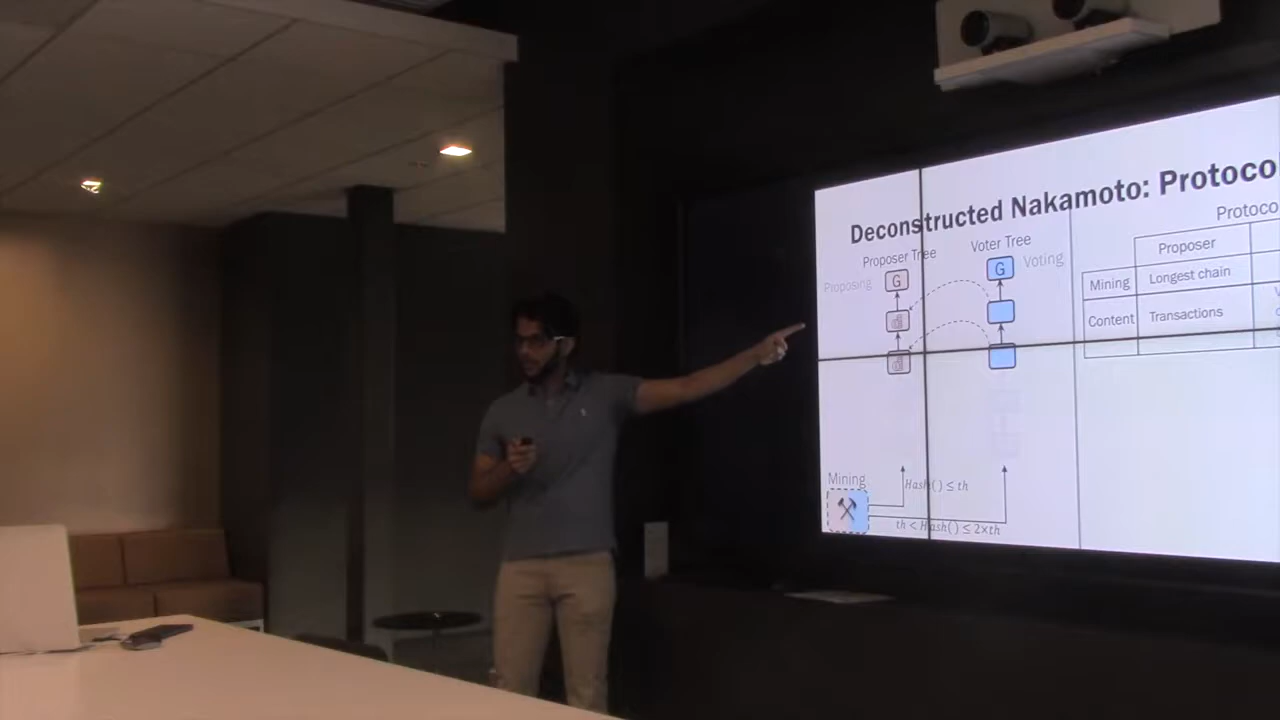 Deconstructed Nakamoto: Protoco
Protoco
Proposer Tree
Voter Tree
Proposing
G
G
Voting
Proposer
Mining
Longest chain
Content
Transactions
Mining
Hash( ) ≤ th
th < Hash( ) ≤ 2×th